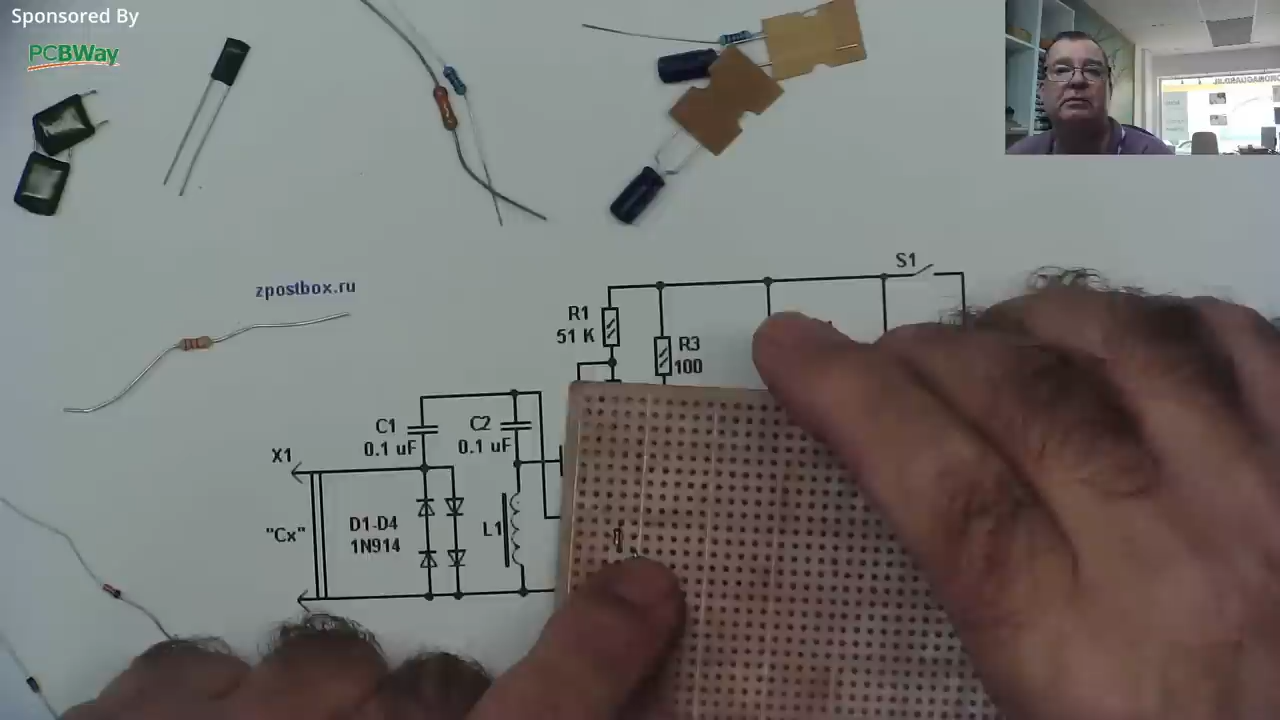 Sponsored By
PCBWay
zpostbox.ru
S1
R1
51 K
R3
100
C1
0.1 uF
C2
0.1 uF
X1
"Cx"
D1-D4
1N914
L1